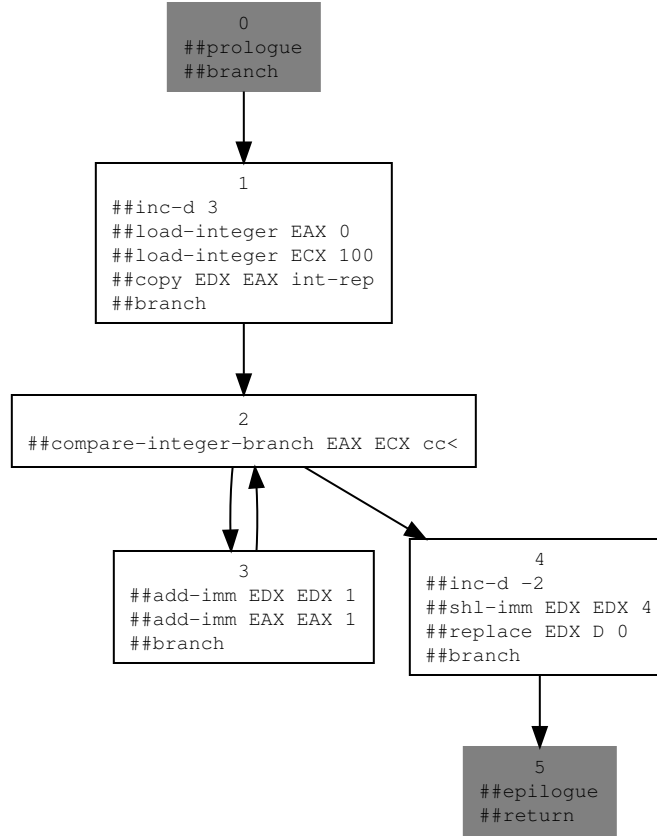 0
##prologue
##branch
1
##inc-d 3
##load-integer EAX 0
##load-integer ECX 100
##copy EDX EAX int-rep
##branch
2
##compare-integer-branch EAX ECX cc<
3
##add-imm EDX EDX 1
##add-imm EAX EAX 1
##branch
4
##inc-d -2
##shl-imm EDX EDX 4
##replace EDX D 0
##branch
5
##epilogue
##return